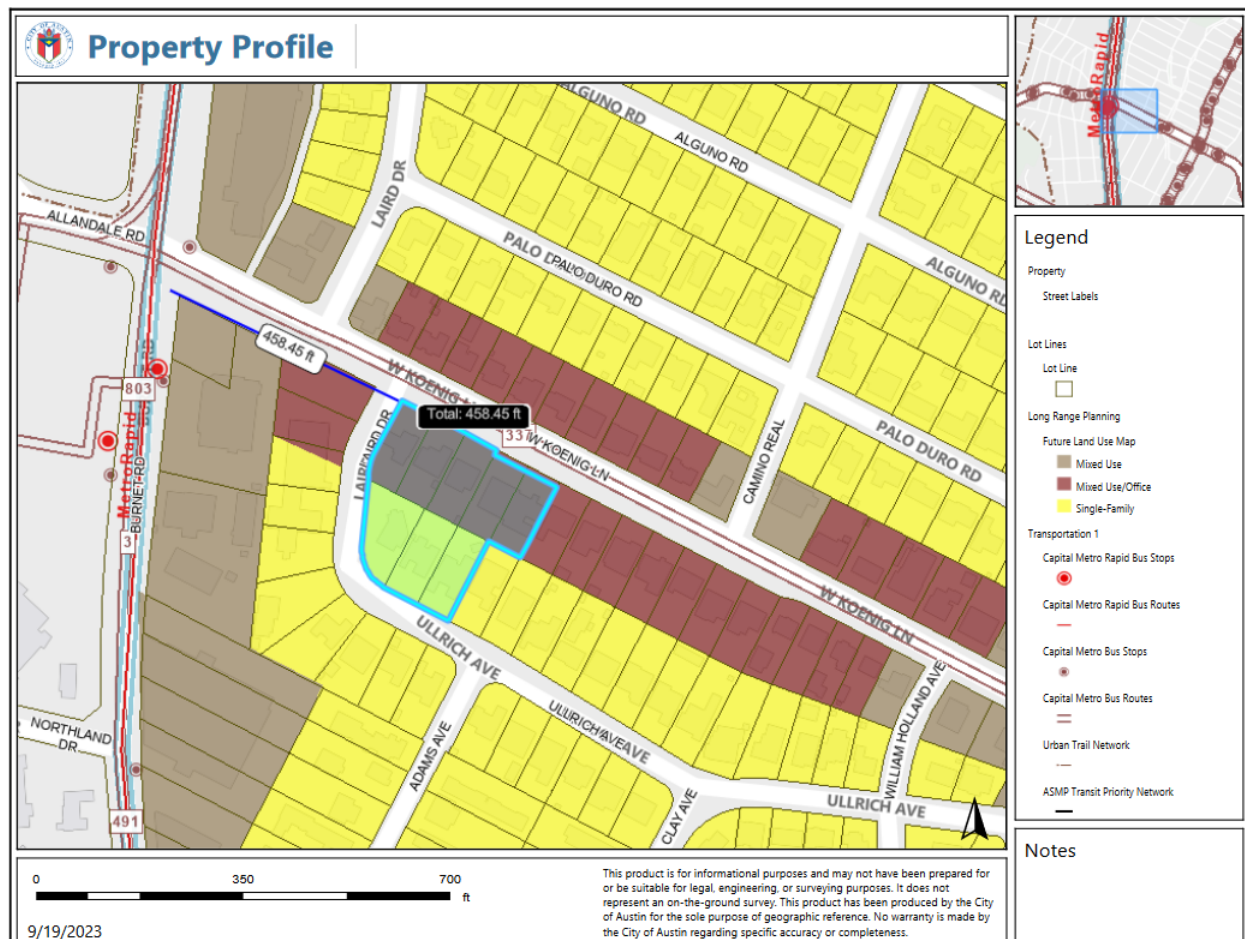 Property Profile
ALGUNO RD
ALGUNO RD
LAIRD DR
ALLANDALE RD
PALO DURO RD
ALGUNO RD
458.45 ft
W KOENIG LN
Total: 458.45 ft
337
W KOENIG LN
803
BURNET RD
MetroRapid
3
LAIRD DR
CAMINO REAL
PALO DURO RD
W KOENIG LN
ULLRICH AVE
ULLRICH AVE
NORTHLAND
DR
ADAMS AVE
WILLIAM HOLLAND AVE
CLAY AVE
ULLRICH AVE
491
MetroRapid
Legend
Property
Street Labels
Lot Lines
Lot Line
Long Range Planning
Future Land Use Map
Mixed Use
Mixed Use/Office
Single-Family
Transportation 1
Capital Metro Rapid Bus Stops
Capital Metro Rapid Bus Routes
Capital Metro Bus Stops
Capital Metro Bus Routes
Urban Trail Network
ASMP Transit Priority Network
Notes
0 350 700
ft
9/19/2023
This product is for informational purposes and may not have been prepared for
or be suitable for legal, engineering, or surveying purposes. It does not
represent an on-the-ground survey. This product has been produced by the City
of Austin for the sole purpose of geographic reference. No warranty is made by
the City of Austin regarding specific accuracy or completeness.